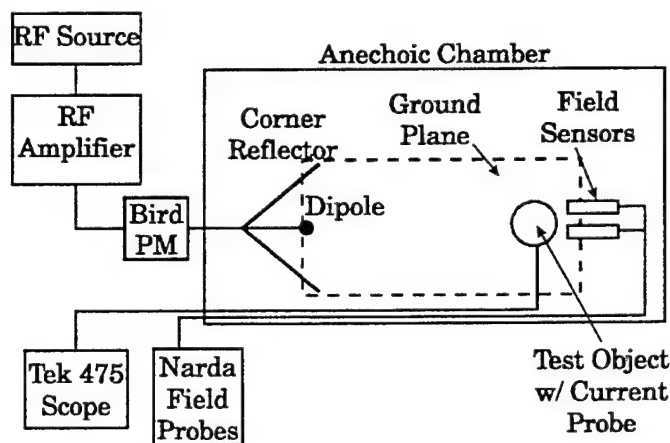 RF Source
Anechoic Chamber
RF
Amplifier
Corner
Reflector
Ground
Plane
Field
Sensors
Bird
PM
Dipole
Tek 475
Scope
Narda
Field
Probes
Test Object
w/ Current
Probe